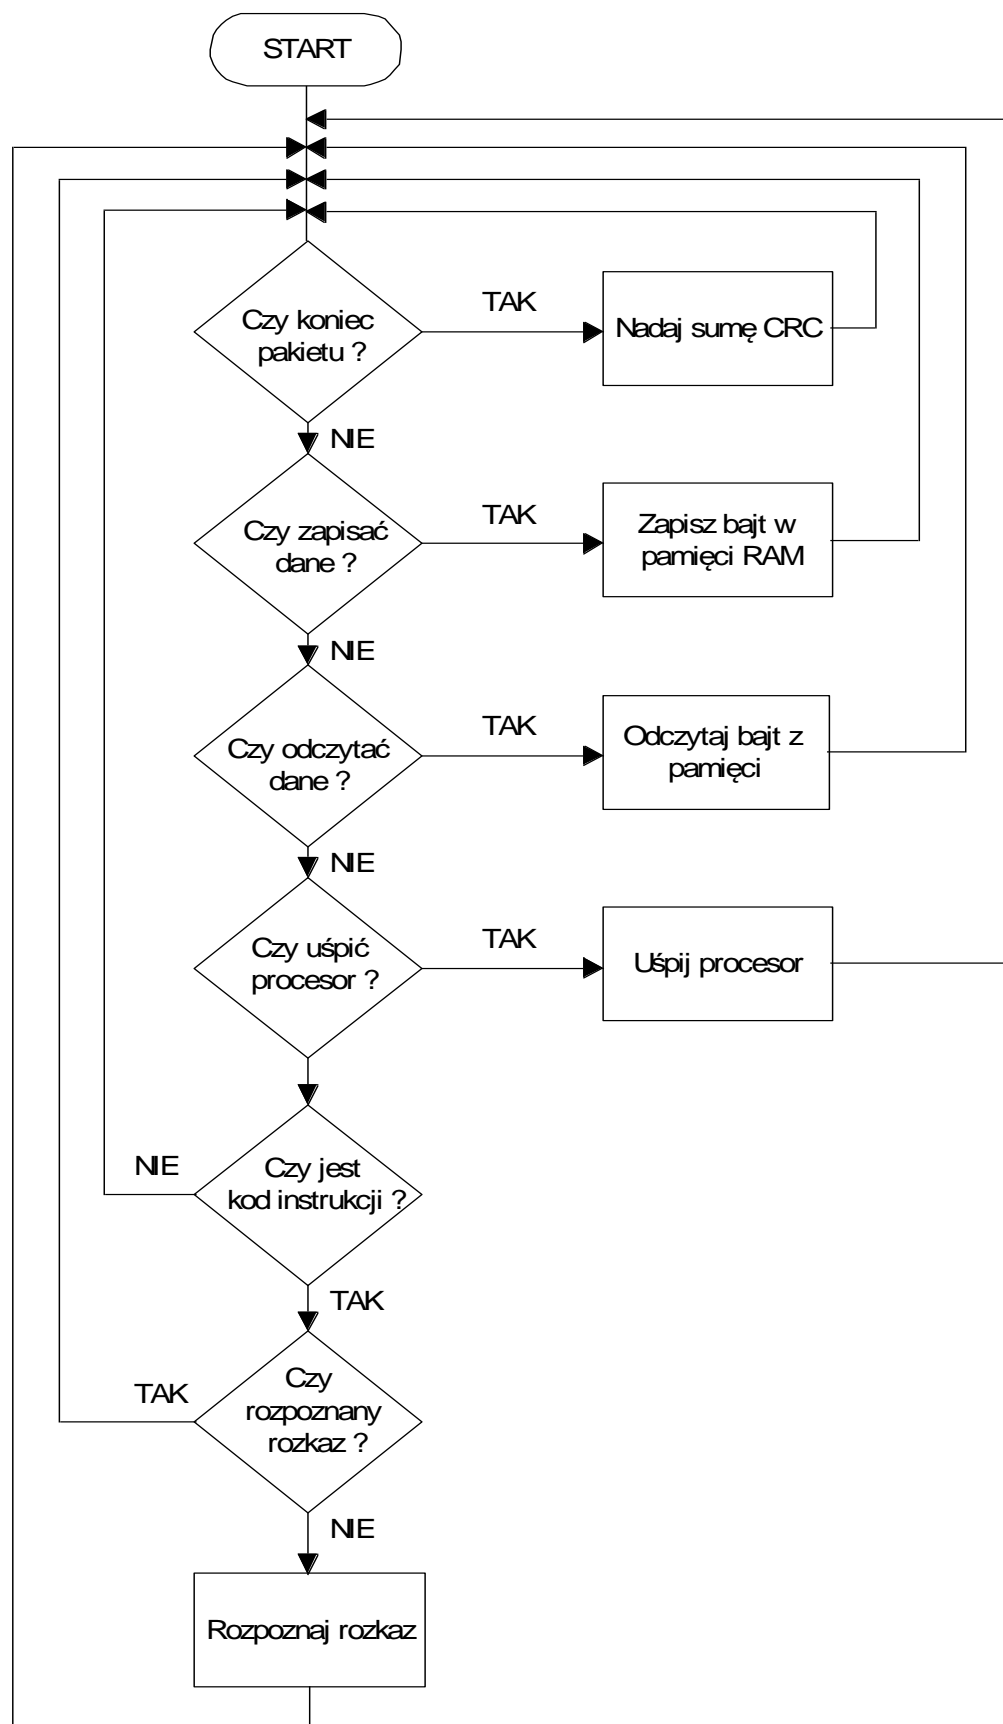 START
Czy koniec
pakietu ?
TAK
Nadaj sumę CRC
NIE
Czy zapisać
dane ?
TAK
Zapisz bajt w
pamięci RAM
NIE
Czy odczytać
dane ?
TAK
Odczytaj bajt z
pamięci
NIE
Czy uśpić
procesor ?
TAK
Uśpij procesor
NIE
Czy jest
kod instrukcji ?
TAK
TAK
Czy
rozpoznany
rozkaz ?
NIE
Rozpoznaj rozkaz